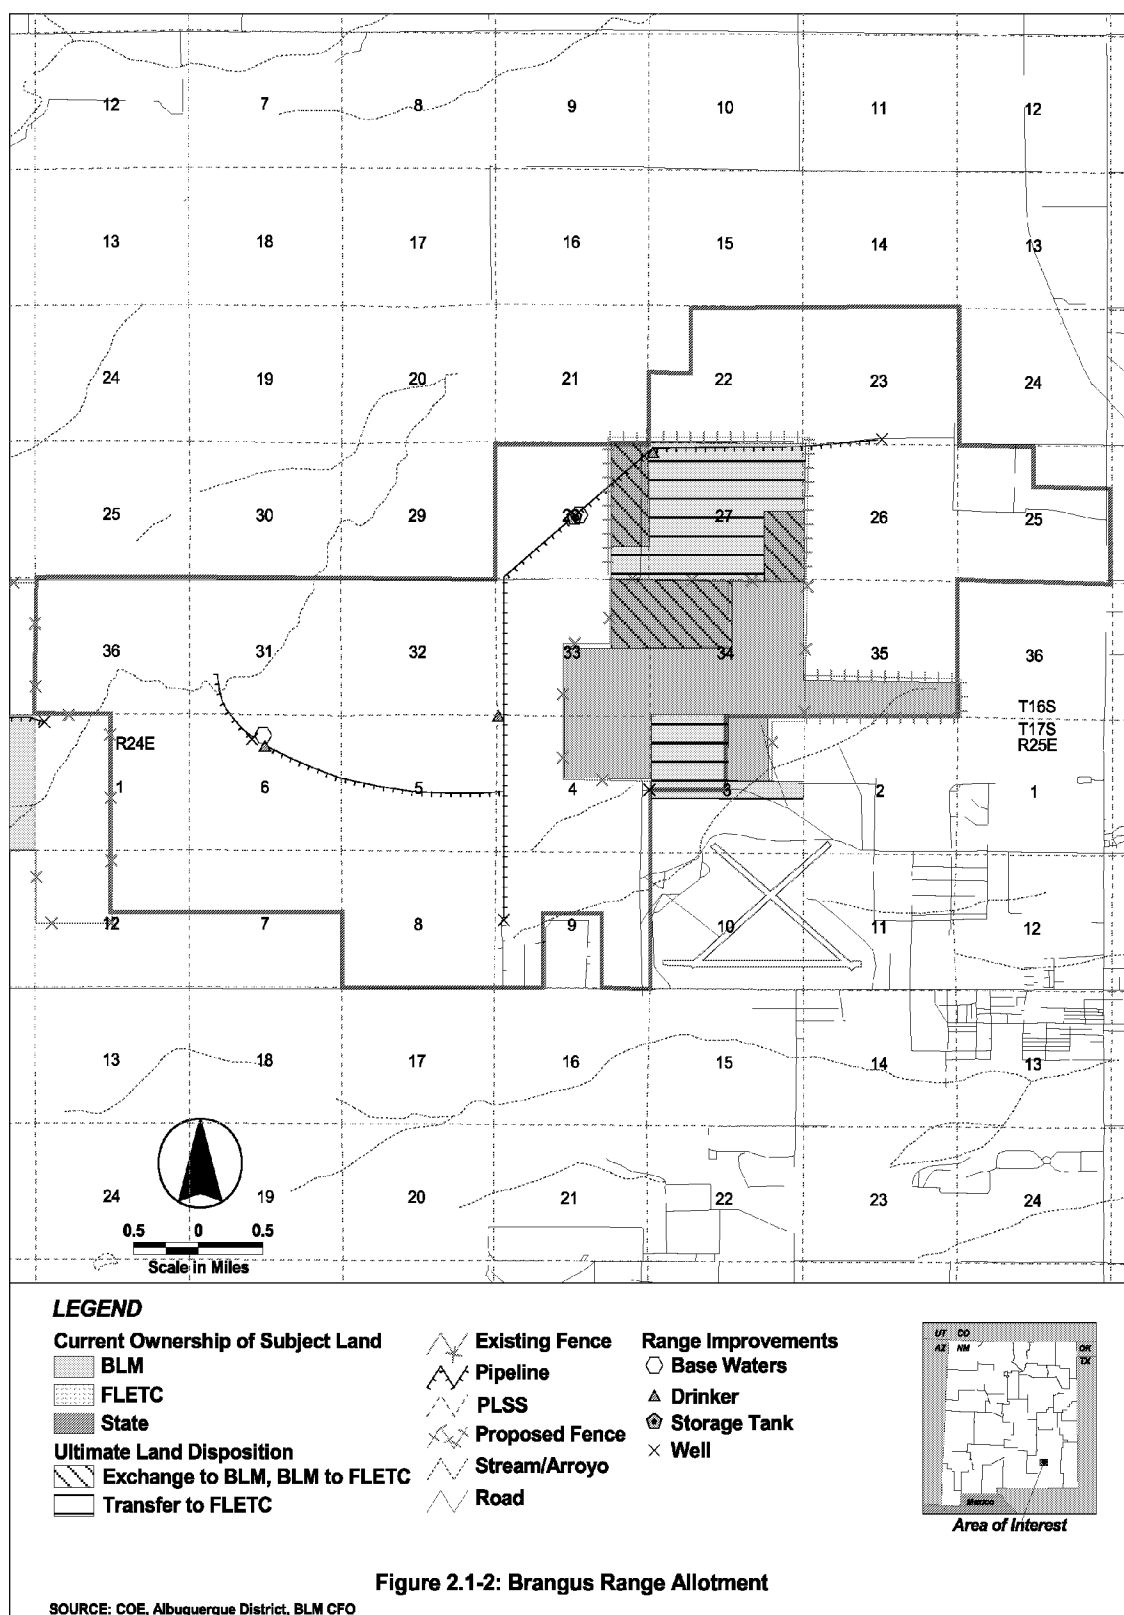 12 7 8 9 10 11 12
13 18 17 16 15 14 13
24 19 20 21 22 23 24
25 30 29 28 27 26 25
36 31 32 33 34 35 36
T16S
T17S
R24E R25E
1 6 5 4 3 2 1
12 7 8 9 10 11 12
13 18 17 16 15 14 13
24 19 20 21 22 23 24
0.5 0 0.5
Scale in Miles
LEGEND
Current Ownership of Subject Land
BLM
FLETC
State
Ultimate Land Disposition
Exchange to BLM, BLM to FLETC
Transfer to FLETC
Existing Fence
Pipeline
PLSS
Proposed Fence
Stream/Arroyo
Road
Range Improvements
Base Waters
Drinker
Storage Tank
Well
UT CO
AZ NM OK
TX
Mexico
Area of Interest
Figure 2.1-2: Brangus Range Allotment
SOURCE: COE, Albuquerque District, BLM CFO